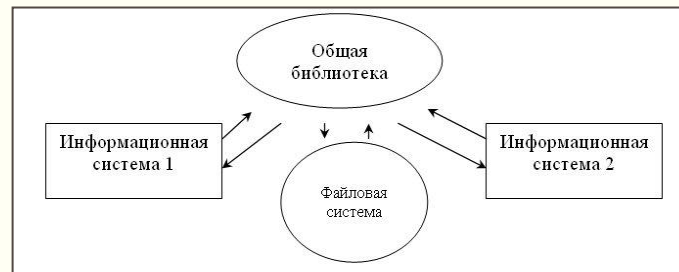 Общая
библиотека
Информационная
система 1
Информационная
система 2
Файловая
система